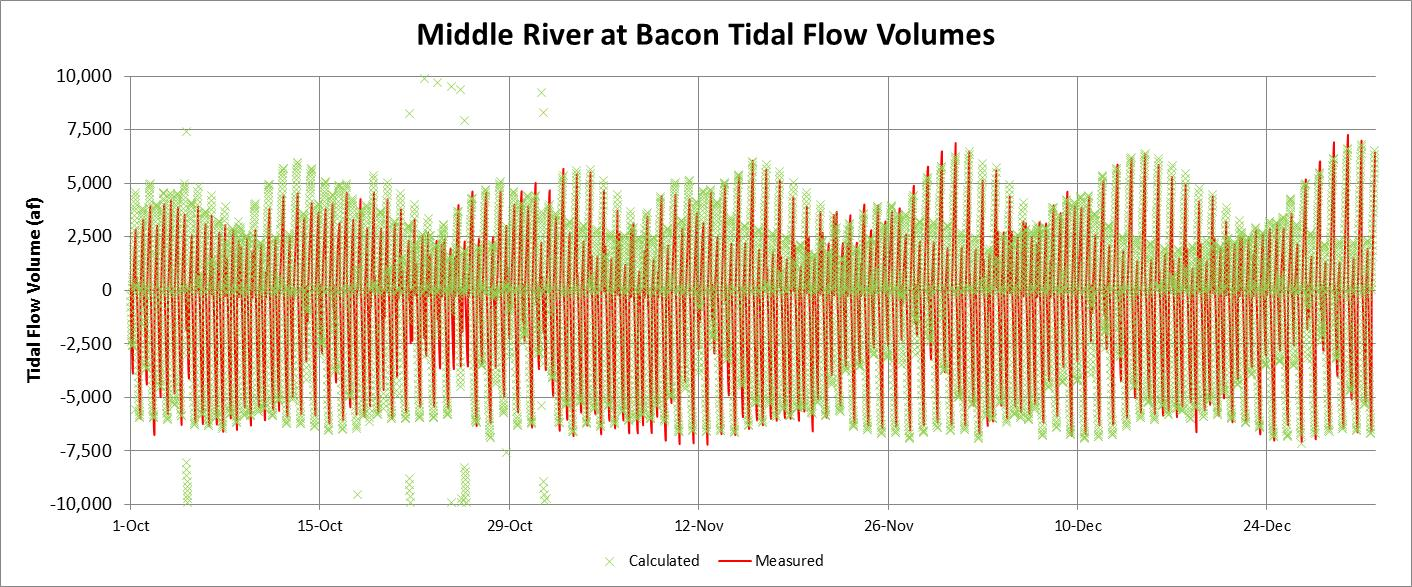 Middle River at Bacon Tidal Flow Volumes
Tidal Flow Volume (af)
10,000
7,500
5,000
2,500
0
-2,500
-5,000
-7,500
-10,000
1-Oct 15-Oct 29-Oct 12-Nov 26-Nov 10-Dec 24-Dec
Calculated Measured